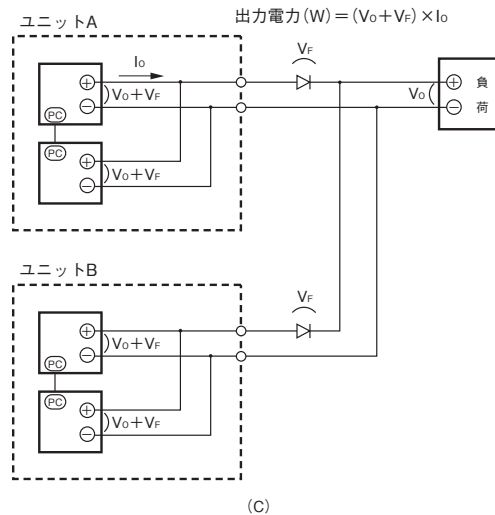 出力電力(W)=(VO+VF)×IO
ユニットA
IO
VF
+
−
VO+VF
PC
PC
+
−
VO+VF
VO
+
−
負
荷
ユニットB
VF
+
−
VO+VF
PC
PC
+
−
VO+VF
(C)